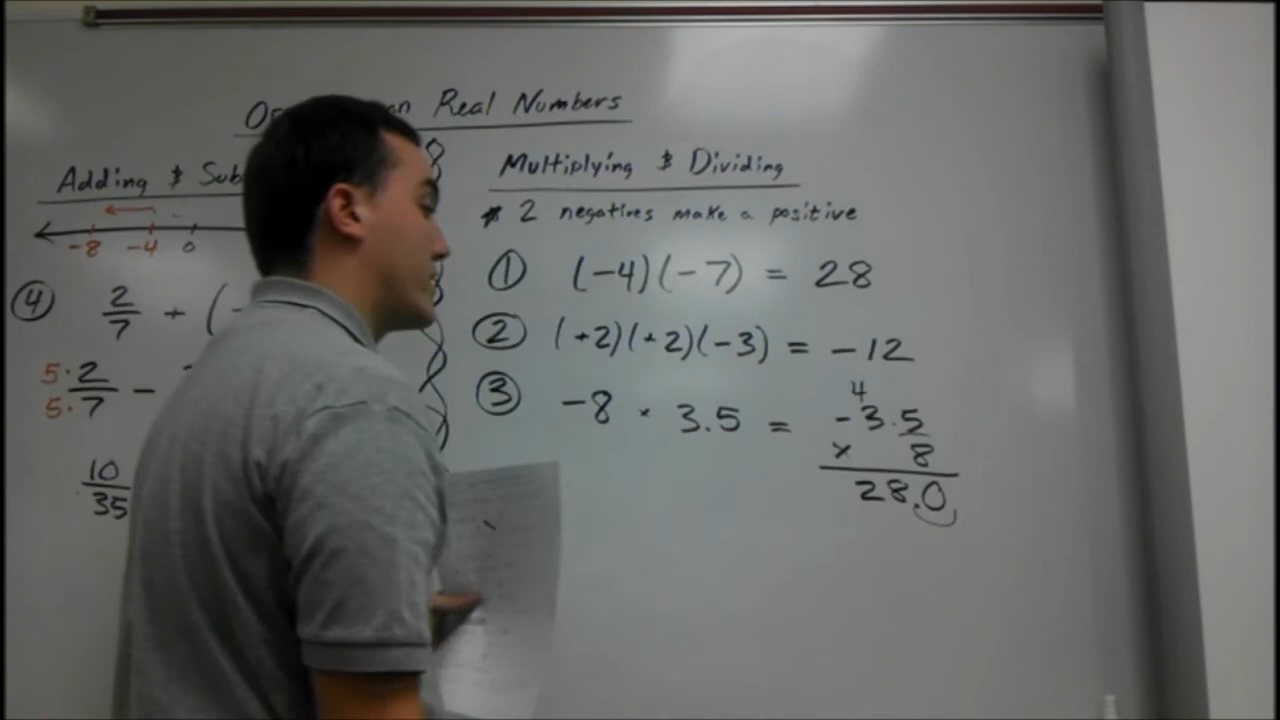 on Real Numbers
Adding & Sub
-8 -4 0
④ 2/7 + (-
5·2/5·7 -
10/35
Multiplying & Dividing
* 2 negatives make a positive
① (-4)(-7) = 28
② (+2)(+2)(-3) = -12
③ -8 · 3.5 =
4
-3.5
x 8
28.0